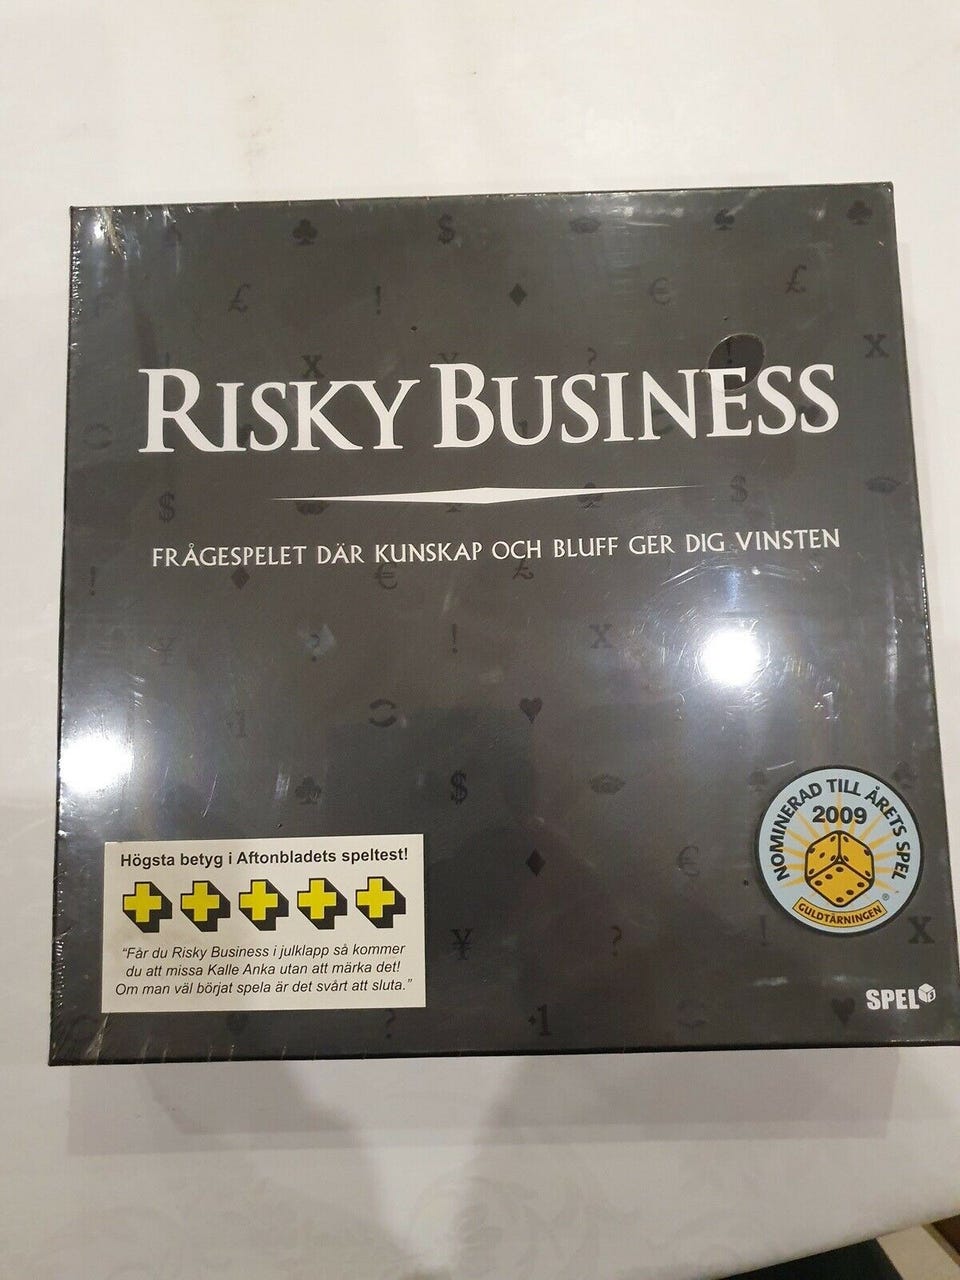 RISKY BUSINESS
FRÅGESPELET DÄR KUNSKAP OCH BLUFF GER DIG VINSTEN
Högsta betyg i Aftonbladets speltest!
"Får du Risky Business i julklapp så kommer
du att missa Kalle Anka utan att märka det!
Om man väl börjat spela är det svårt att sluta."
NOMINERAD TILL ÅRETS SPEL
2009
GULDTÄRNINGEN
SPEL